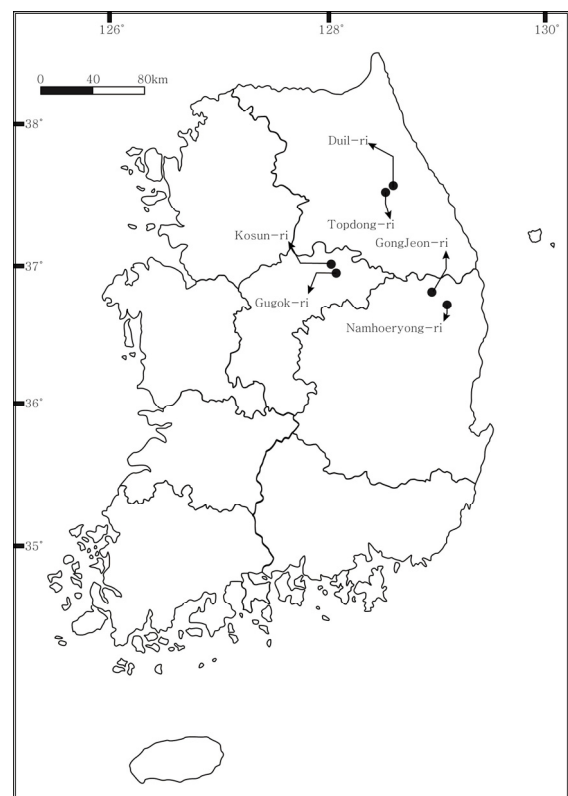 126°
128°
130°
0 40 80km
38°
Duil-ri
Topdong-ri
Kosun-ri
GongJeon-ri
37°
Gugok-ri
Namhoeryong-ri
36°
35°